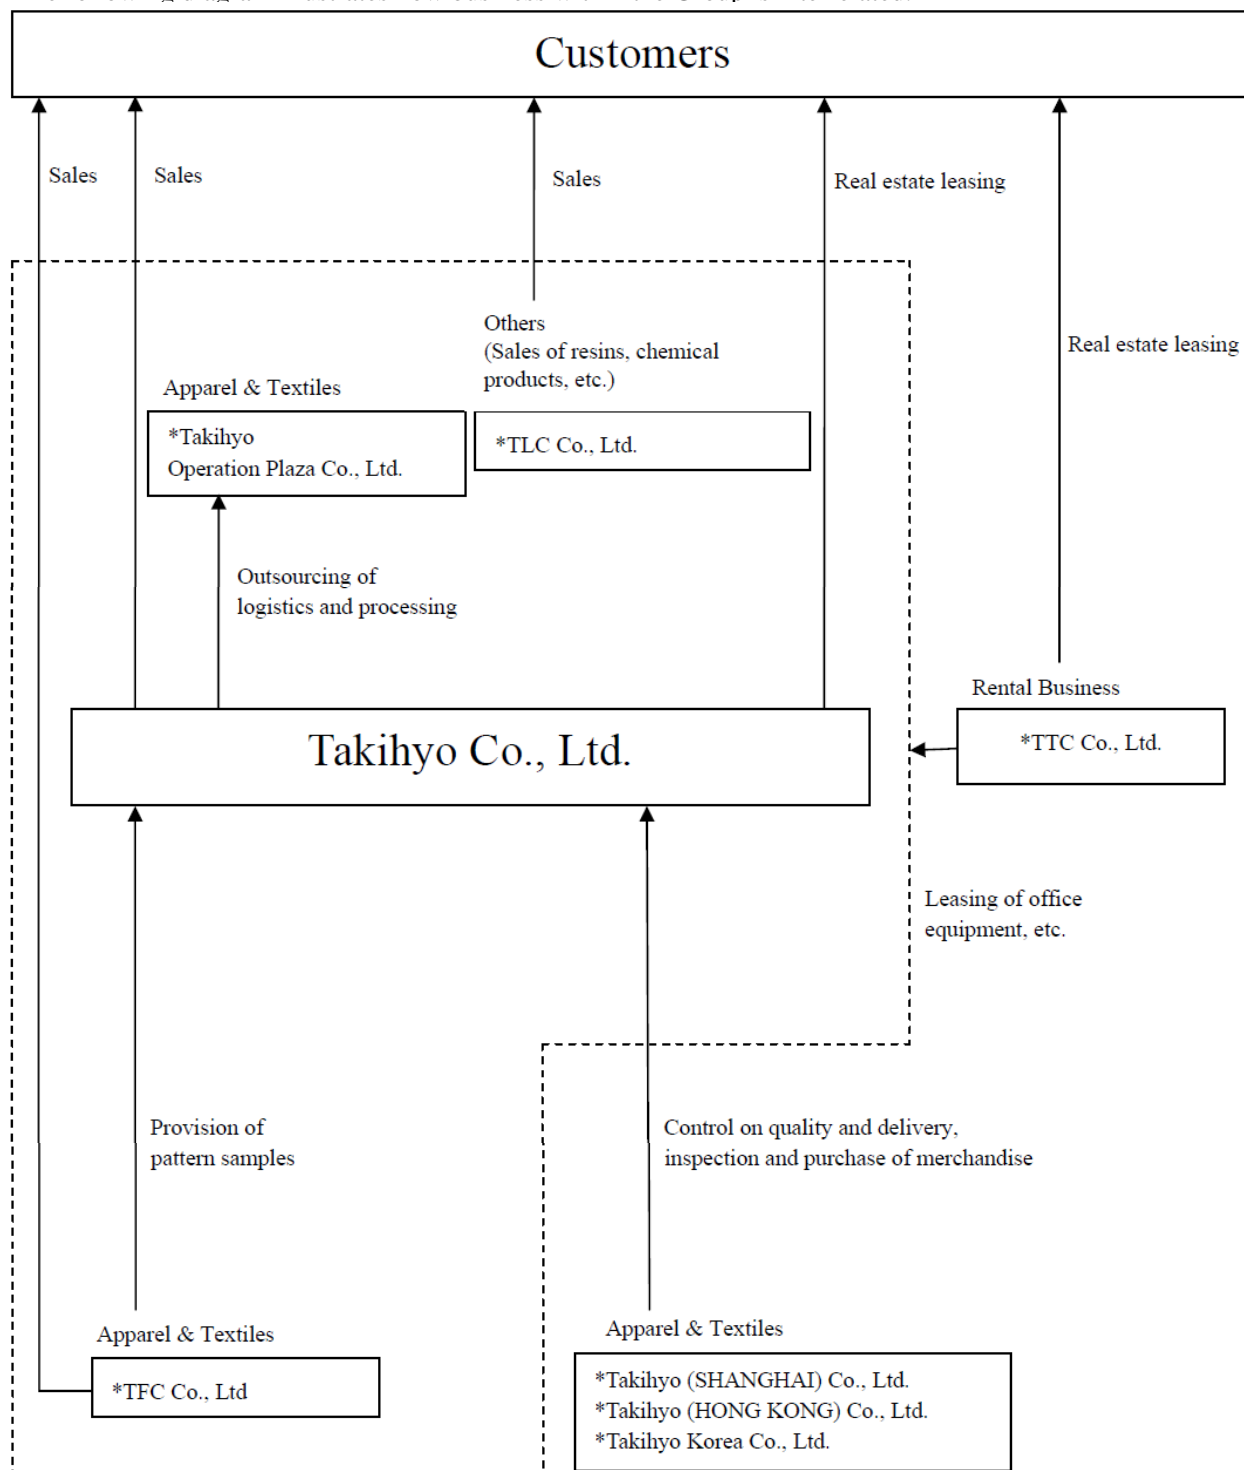 Customers
Sales
Sales
Sales
Real estate leasing
Others
(Sales of resins, chemical
products, etc.)
Real estate leasing
Apparel & Textiles
*Takihyo
Operation Plaza Co., Ltd.
*TLC Co., Ltd.
Outsourcing of
logistics and processing
Rental Business
*TTC Co., Ltd.
Takihyo Co., Ltd.
Leasing of office
equipment, etc.
Provision of
pattern samples
Control on quality and delivery,
inspection and purchase of merchandise
Apparel & Textiles
*TFC Co., Ltd
Apparel & Textiles
*Takihyo (SHANGHAI) Co., Ltd.
*Takihyo (HONG KONG) Co., Ltd.
*Takihyo Korea Co., Ltd.